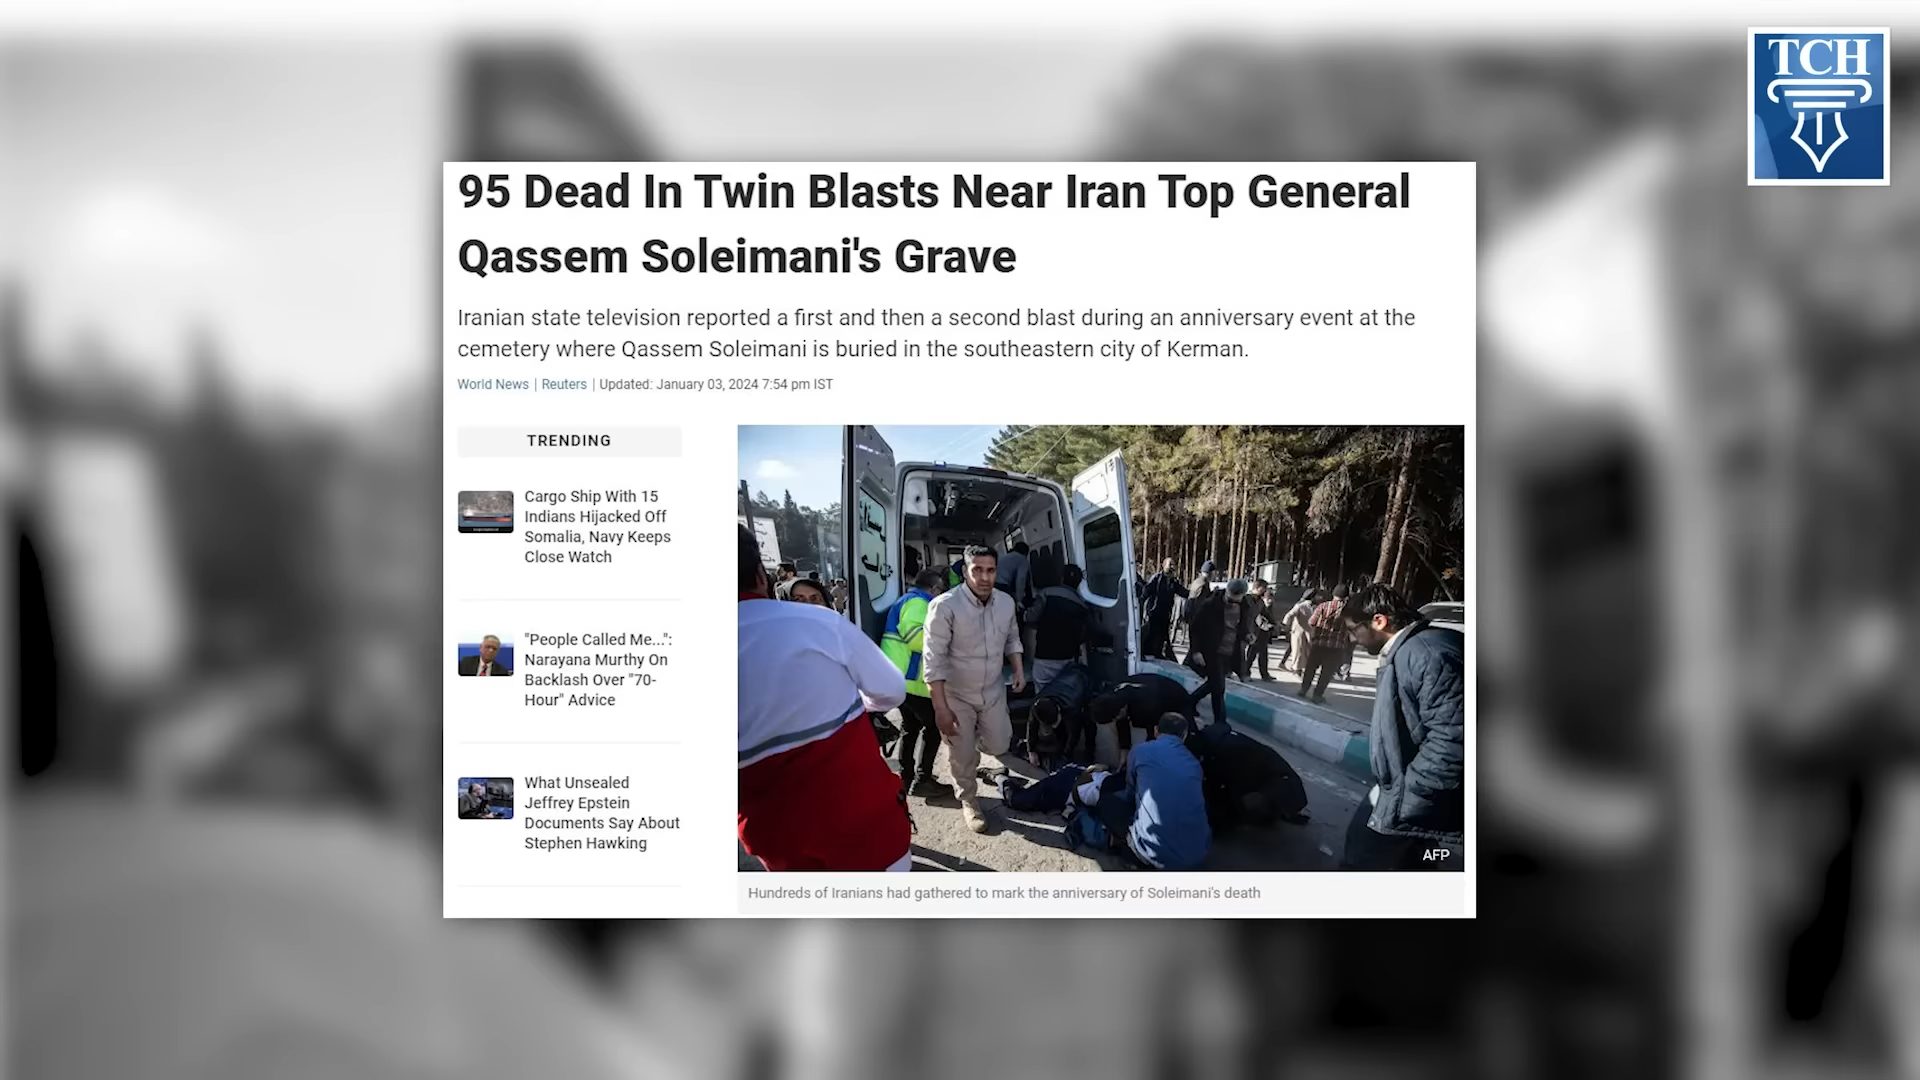 TCH
95 Dead In Twin Blasts Near Iran Top General
Qassem Soleimani's Grave
Iranian state television reported a first and then a second blast during an anniversary event at the
cemetery where Qassem Soleimani is buried in the southeastern city of Kerman.
World News | Reuters | Updated: January 03, 2024 7:54 pm IST
TRENDING
Cargo Ship With 15
Indians Hijacked Off
Somalia, Navy Keeps
Close Watch
"People Called Me...":
Narayana Murthy On
Backlash Over "70-
Hour" Advice
What Unsealed
Jeffrey Epstein
Documents Say About
Stephen Hawking
AFP
Hundreds of Iranians had gathered to mark the anniversary of Soleimani's death